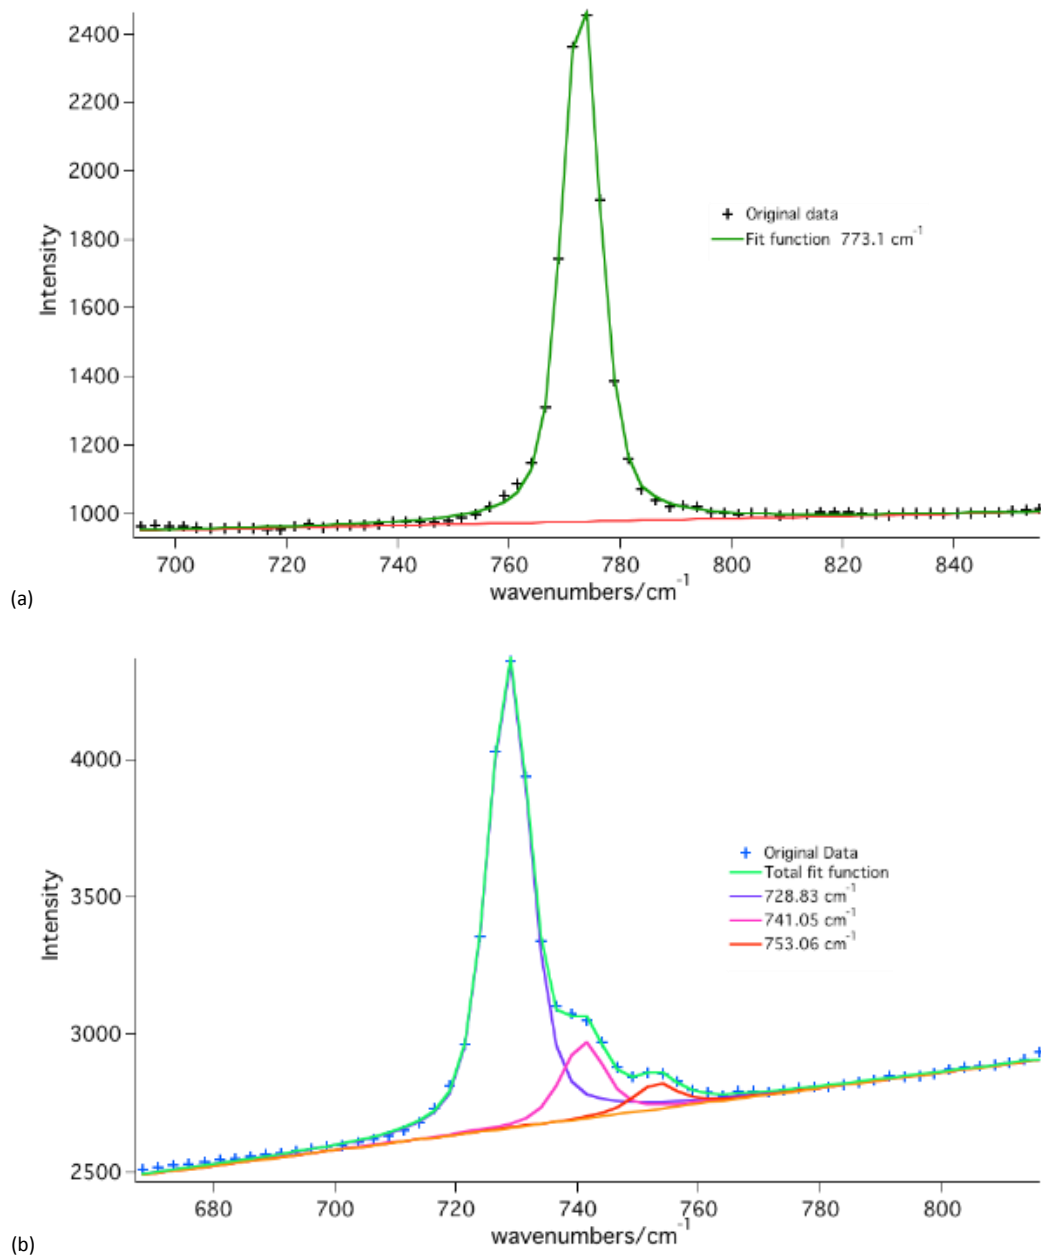 2400
2200
2000
1800
1600
1400
1200
1000
Intensity
Original data
Fit function 773.1 cm⁻¹
700 720 740 760 780 800 820 840
wavenumbers/cm⁻¹
(a)
4000
3500
3000
2500
Intensity
Original Data
Total fit function
728.83 cm⁻¹
741.05 cm⁻¹
753.06 cm⁻¹
680 700 720 740 760 780 800
wavenumbers/cm⁻¹
(b)